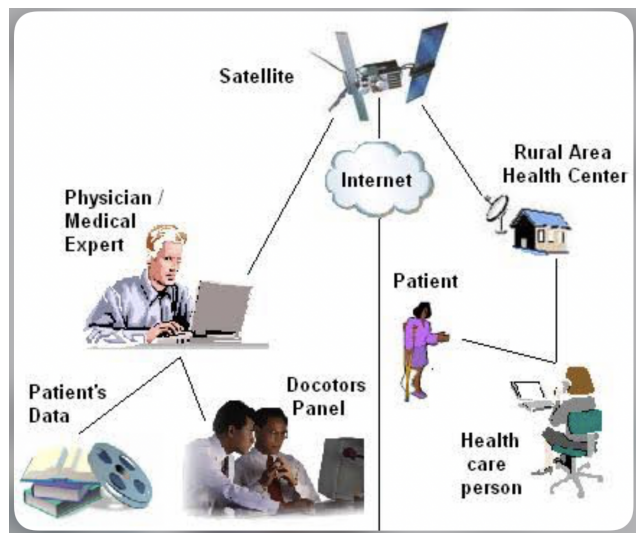 Satellite
Internet
Rural Area
Health Center
Physician /
Medical
Expert
Patient
Patient's
Data
Docotors
Panel
Health
care
person